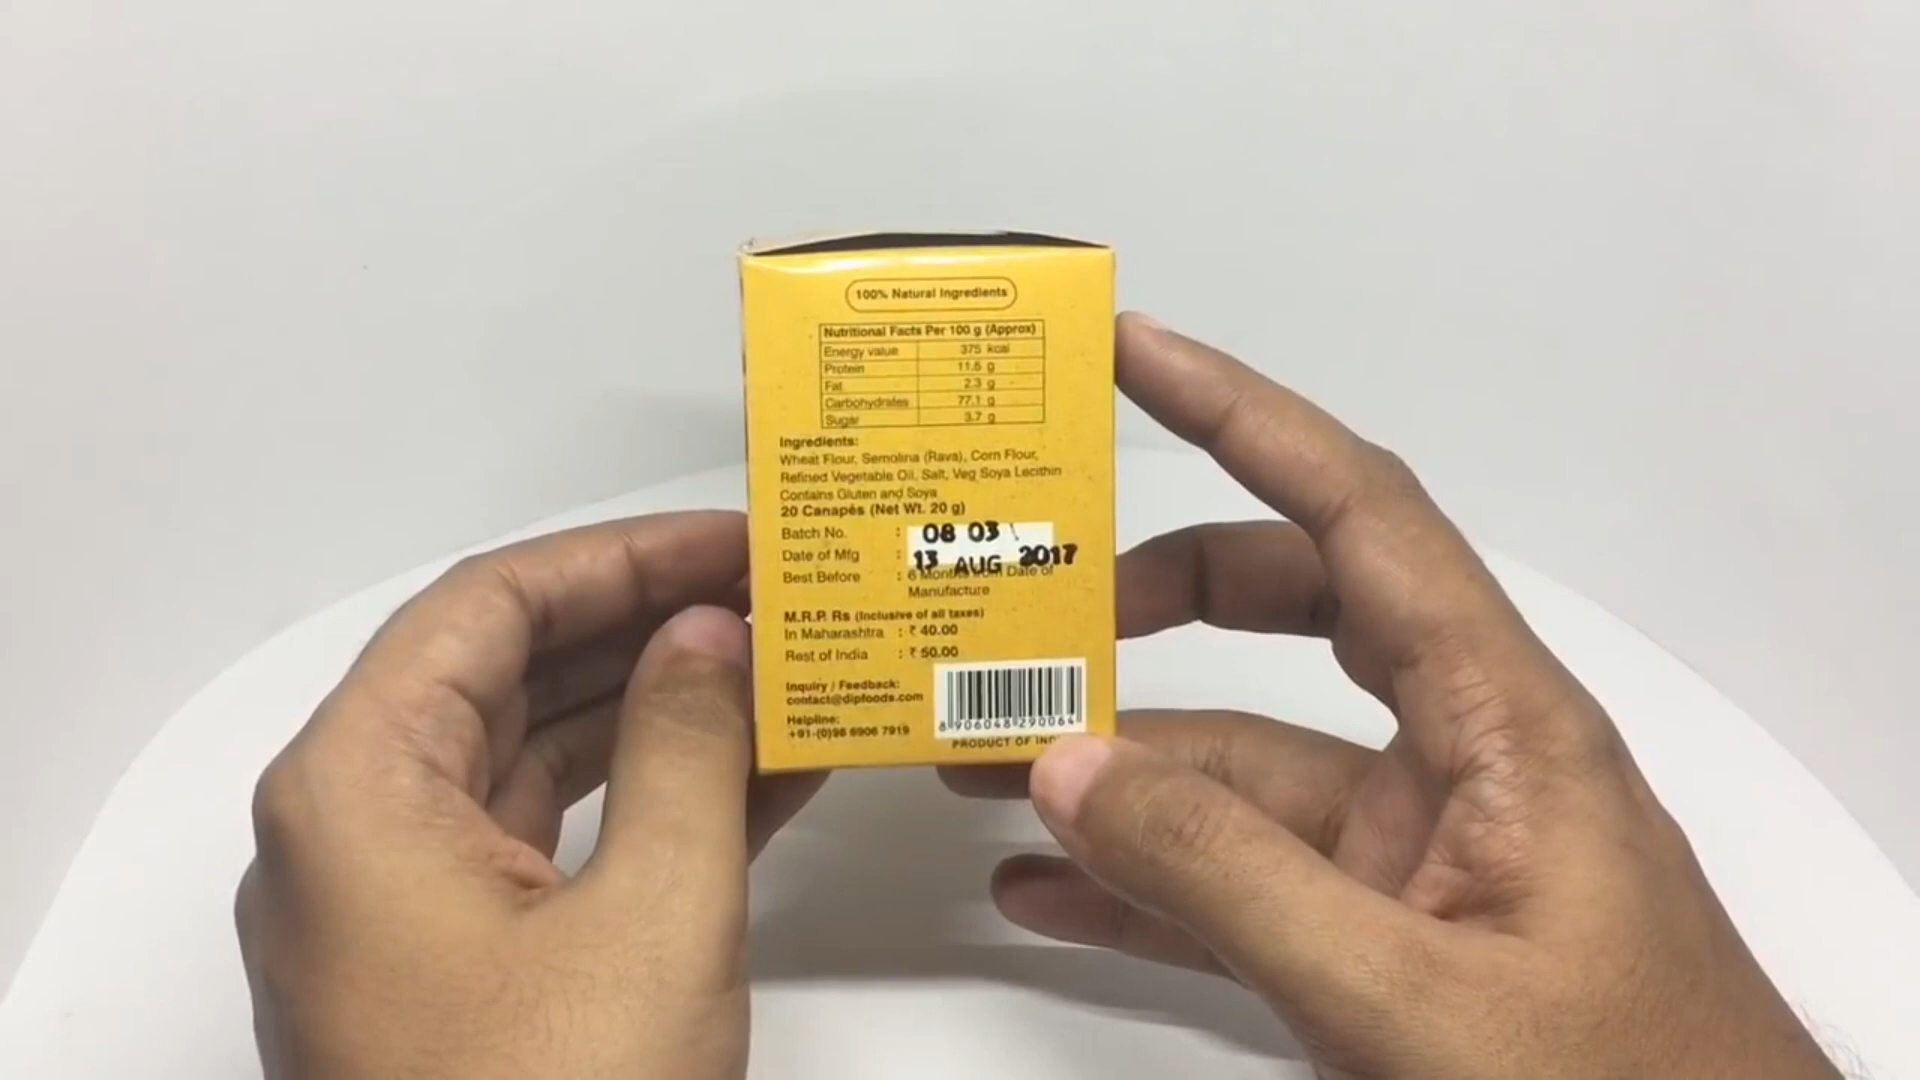 100% Natural Ingredients
Nutritional Facts Per 100 g (Approx)
Energy value 375 kcal
Protein 11.5 g
Fat 2.3 g
Carbohydrates 77.1 g
Sugar 3.7 g
Ingredients:
Wheat Flour, Semolina (Rava), Corn Flour,
Refined Vegetable Oil, Salt, Veg Soya Lecithin
Contains Gluten and Soya
20 Canapés (Net Wt. 20 g)
Batch No. : 08 03
Date of Mfg : 13 AUG 2017
Best Before : 6 Months from Date of
Manufacture
M.R.P. Rs (Inclusive of all taxes)
In Maharashtra : ₹ 40.00
Rest of India : ₹ 50.00
Inquiry / Feedback:
contact@dipfoods.com
Helpline:
+91-(0)98 6906 7919
8 906048 290064
PRODUCT OF